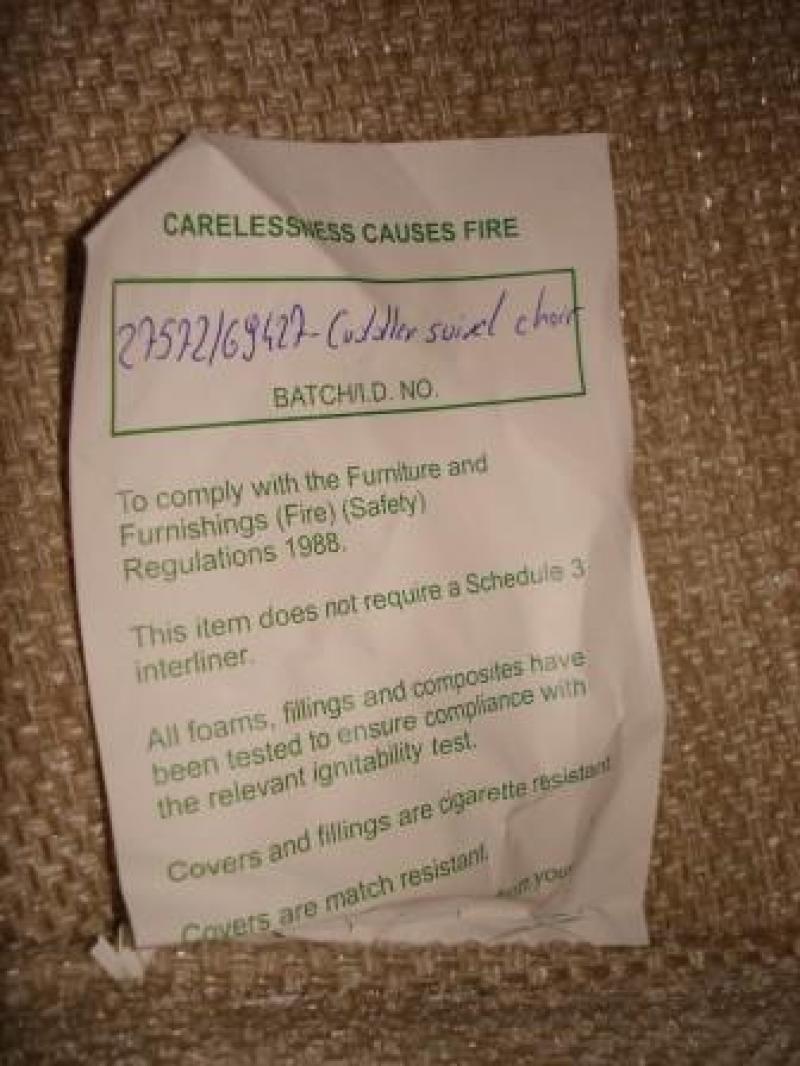 CARELESSNESS CAUSES FIRE
27572/69427- Cuddler swivel chair
BATCH/I.D. NO.
To comply with the Furniture and
Furnishings (Fire) (Safety)
Regulations 1988.
This item does not require a Schedule 3
interliner.
All foams, fillings and composites have
been tested to ensure compliance with
the relevant ignitability test.
Covers and fillings are cigarette resistant
Covers are match resistant.
from your